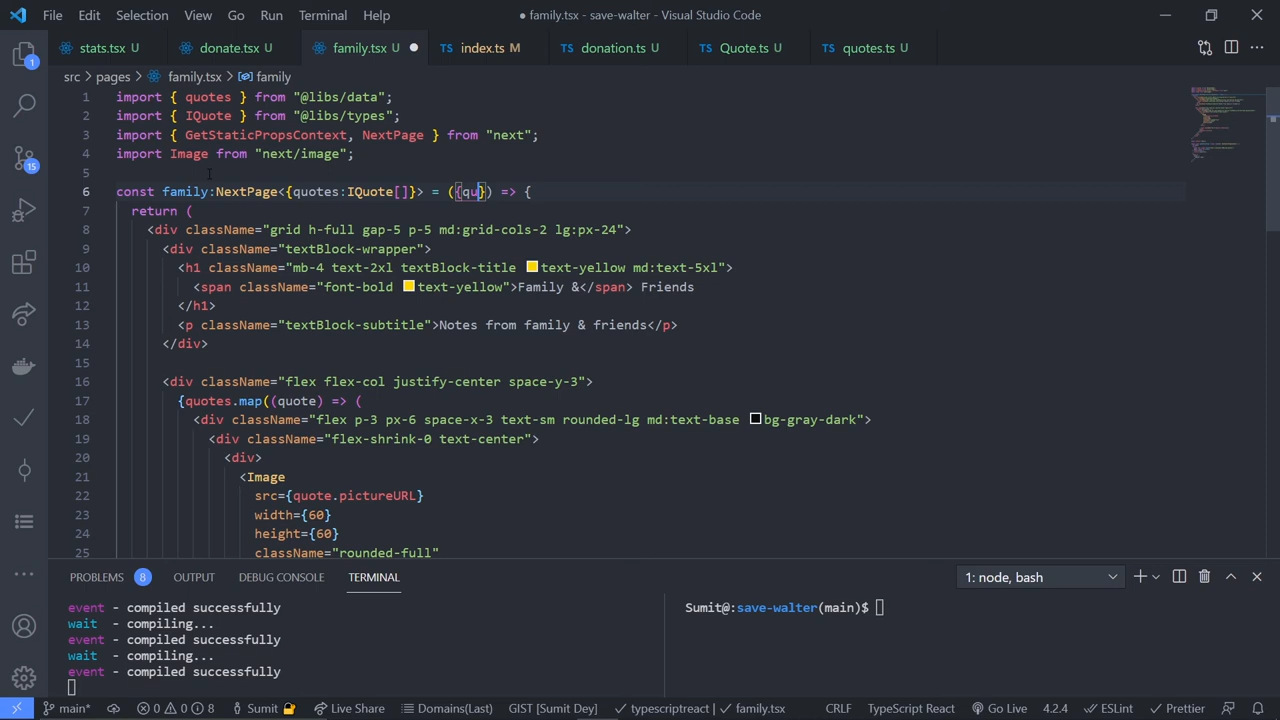 File Edit Selection View Go Run Terminal Help
● family.tsx - save-walter - Visual Studio Code
stats.tsx U donate.tsx U family.tsx U ● TS index.ts M TS donation.ts U TS Quote.ts U TS quotes.ts U
src > pages > family.tsx > family
1 import { quotes } from "@libs/data";
2 import { IQuote } from "@libs/types";
3 import { GetStaticPropsContext, NextPage } from "next";
4 import Image from "next/image";
5
6 const family:NextPage<{quotes:IQuote[]}> = ({qu}) => {
7 return (
8 <div className="grid h-full gap-5 p-5 md:grid-cols-2 lg:px-24">
9 <div className="textBlock-wrapper">
10 <h1 className="mb-4 text-2xl textBlock-title text-yellow md:text-5xl">
11 <span className="font-bold text-yellow">Family &</span> Friends
12 </h1>
13 <p className="textBlock-subtitle">Notes from family & friends</p>
14 </div>
15
16 <div className="flex flex-col justify-center space-y-3">
17 {quotes.map((quote) => (
18 <div className="flex p-3 px-6 space-x-3 text-sm rounded-lg md:text-base bg-gray-dark">
19 <div className="flex-shrink-0 text-center">
20 <div>
21 <Image
22 src={quote.pictureURL}
23 width={60}
24 height={60}
25 className="rounded-full"
1
15
PROBLEMS 8 OUTPUT DEBUG CONSOLE TERMINAL 1: node, bash
event - compiled successfully
wait - compiling...
event - compiled successfully
wait - compiling...
event - compiled successfully
Sumit@:save-walter(main)$
main* 0 0 8 Sumit Live Share Domains(Last) GIST [Sumit Dey] ✓ typescriptreact | ✓ family.tsx CRLF TypeScript React Go Live 4.2.4 ESLint ✓ Prettier